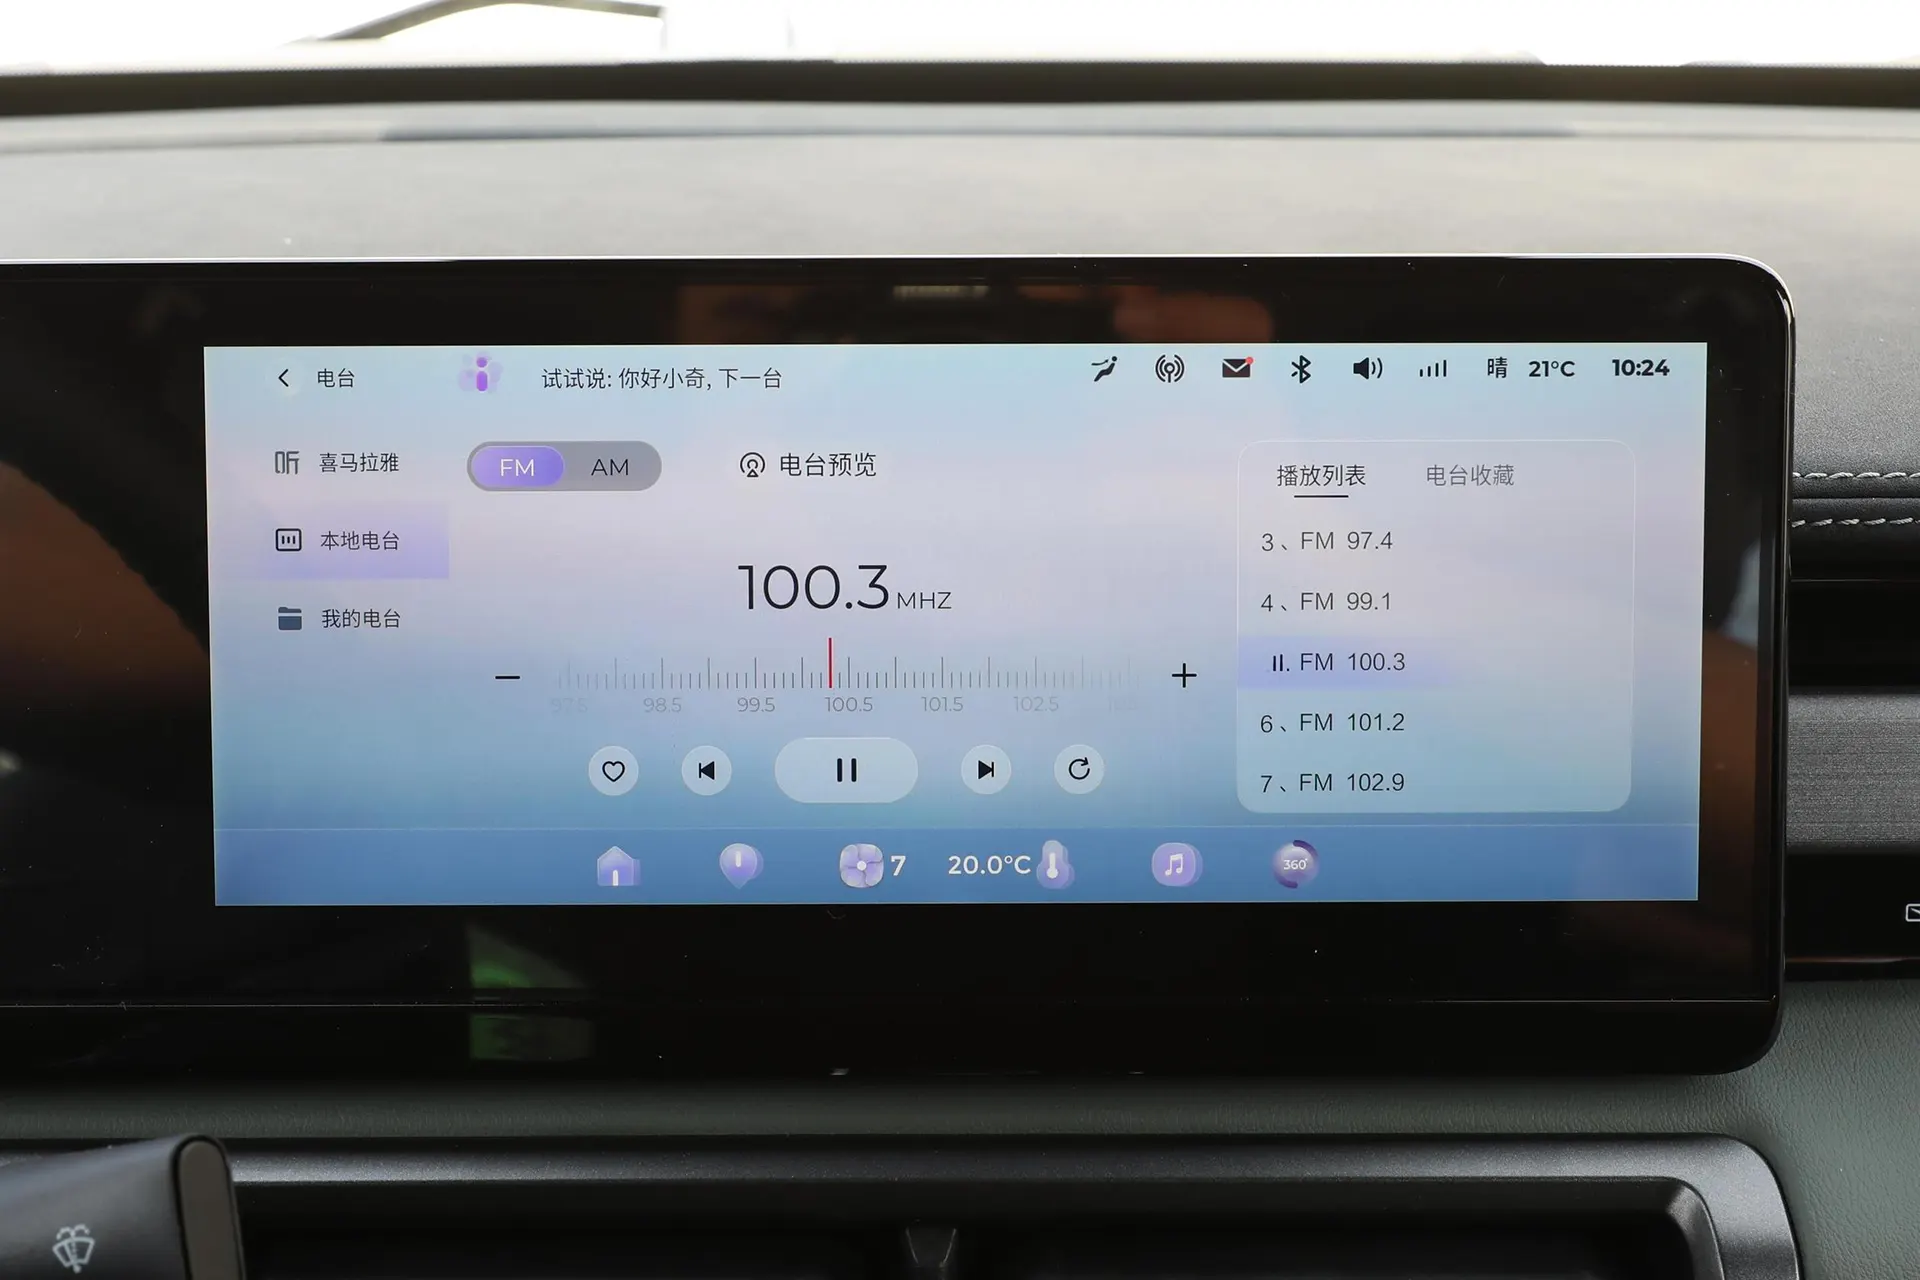 电台
试试说: 你好小奇, 下一台
晴 21°C 10:24
听 喜马拉雅
本地电台
我的电台
FM AM
电台预览
100.3 MHZ
97.5 98.5 99.5 100.5 101.5 102.5
播放列表 电台收藏
3、FM 97.4
4、FM 99.1
FM 100.3
6、FM 101.2
7、FM 102.9
7 20.0°C 360°